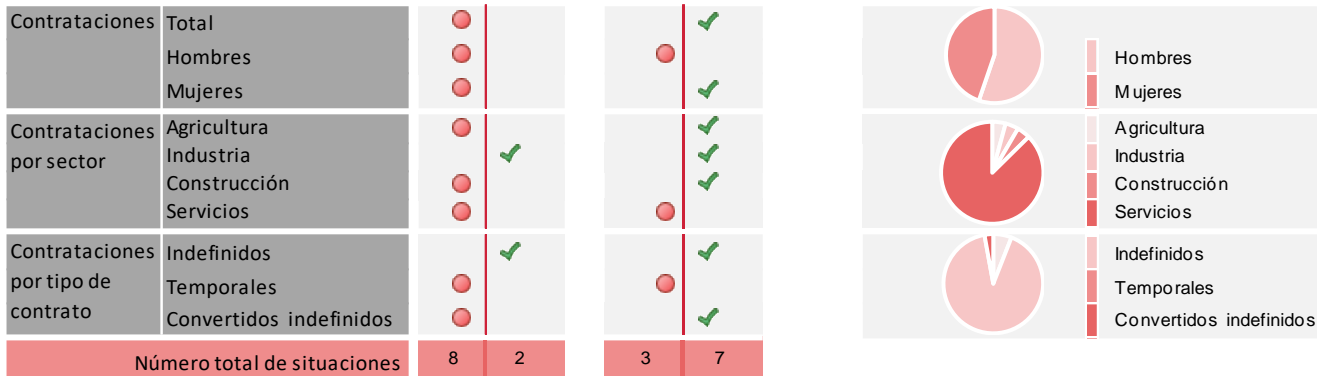 Contrataciones Total
Hombres
Mujeres
Hombres
Mujeres
Contrataciones por sector
Agricultura
Industria
Construcción
Servicios
Agricultura
Industria
Construcción
Servicios
Contrataciones por tipo de contrato
Indefinidos
Temporales
Convertidos indefinidos
Indefinidos
Temporales
Convertidos indefinidos
Número total de situaciones 8 2 3 7